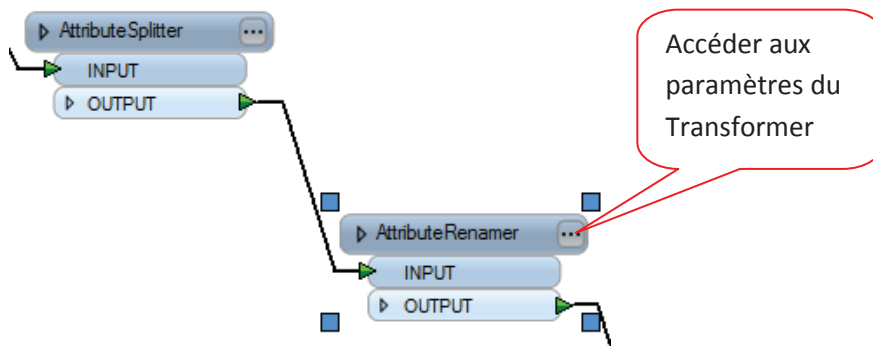 AttributeSplitter
INPUT
OUTPUT
Accéder aux
paramètres du
Transformer
AttributeRenamer
INPUT
OUTPUT